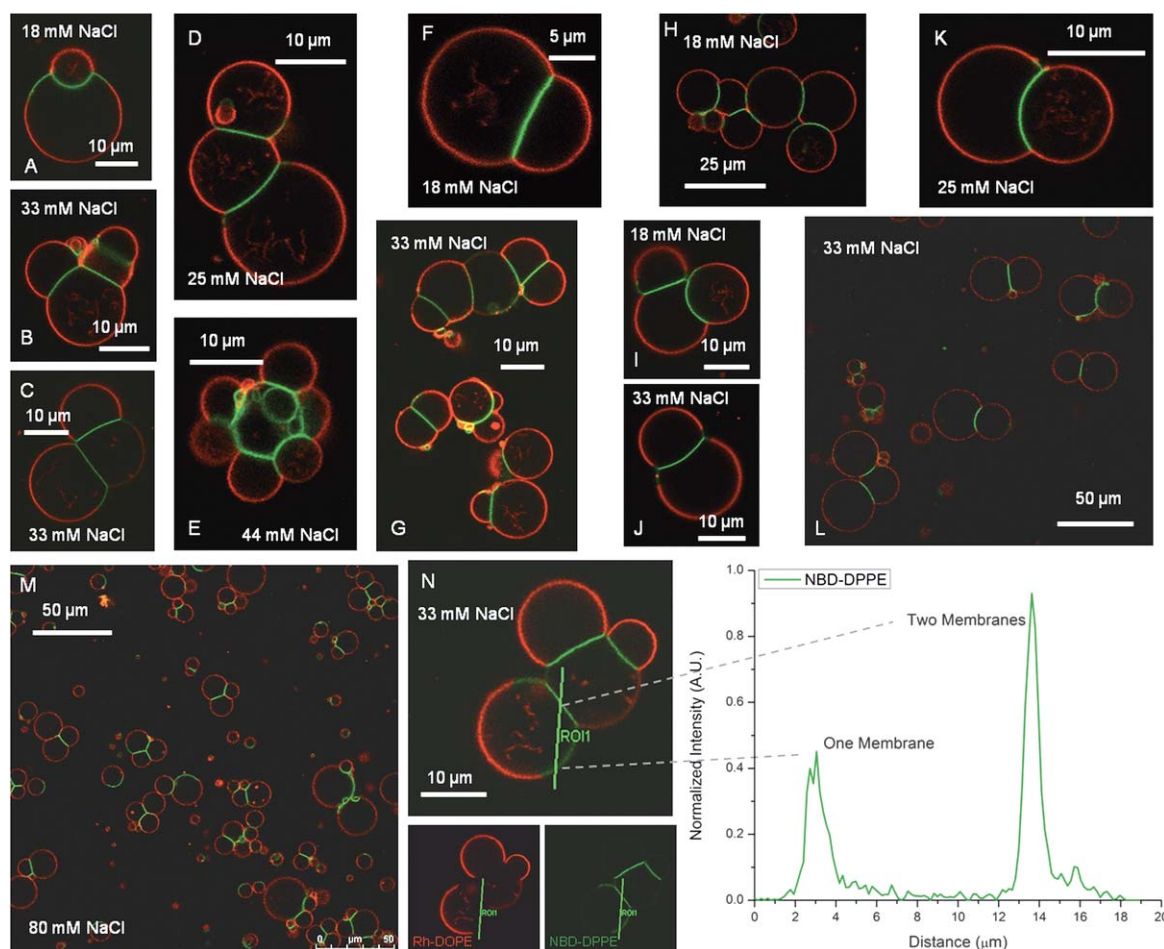 18 mM NaCl
10 µm
A
33 mM NaCl
B
10 µm
C
10 µm
33 mM NaCl
D
10 µm
25 mM NaCl
10 µm
E
44 mM NaCl
F
5 µm
18 mM NaCl
33 mM NaCl
10 µm
G
H
18 mM NaCl
25 µm
18 mM NaCl
I
10 µm
33 mM NaCl
J
10 µm
K
10 µm
25 mM NaCl
33 mM NaCl
L
50 µm
M
50 µm
80 mM NaCl
0 µm 50
N
33 mM NaCl
ROI1
10 µm
ROI1
Rh-DOPE
ROI1
NBD-DPPE
NBD-DPPE
Two Membranes
One Membrane
Normalized Intensity (A.U.)
1.0
0.8
0.6
0.4
0.2
0.0
0 2 4 6 8 10 12 14 16 18 20
Distance (µm)